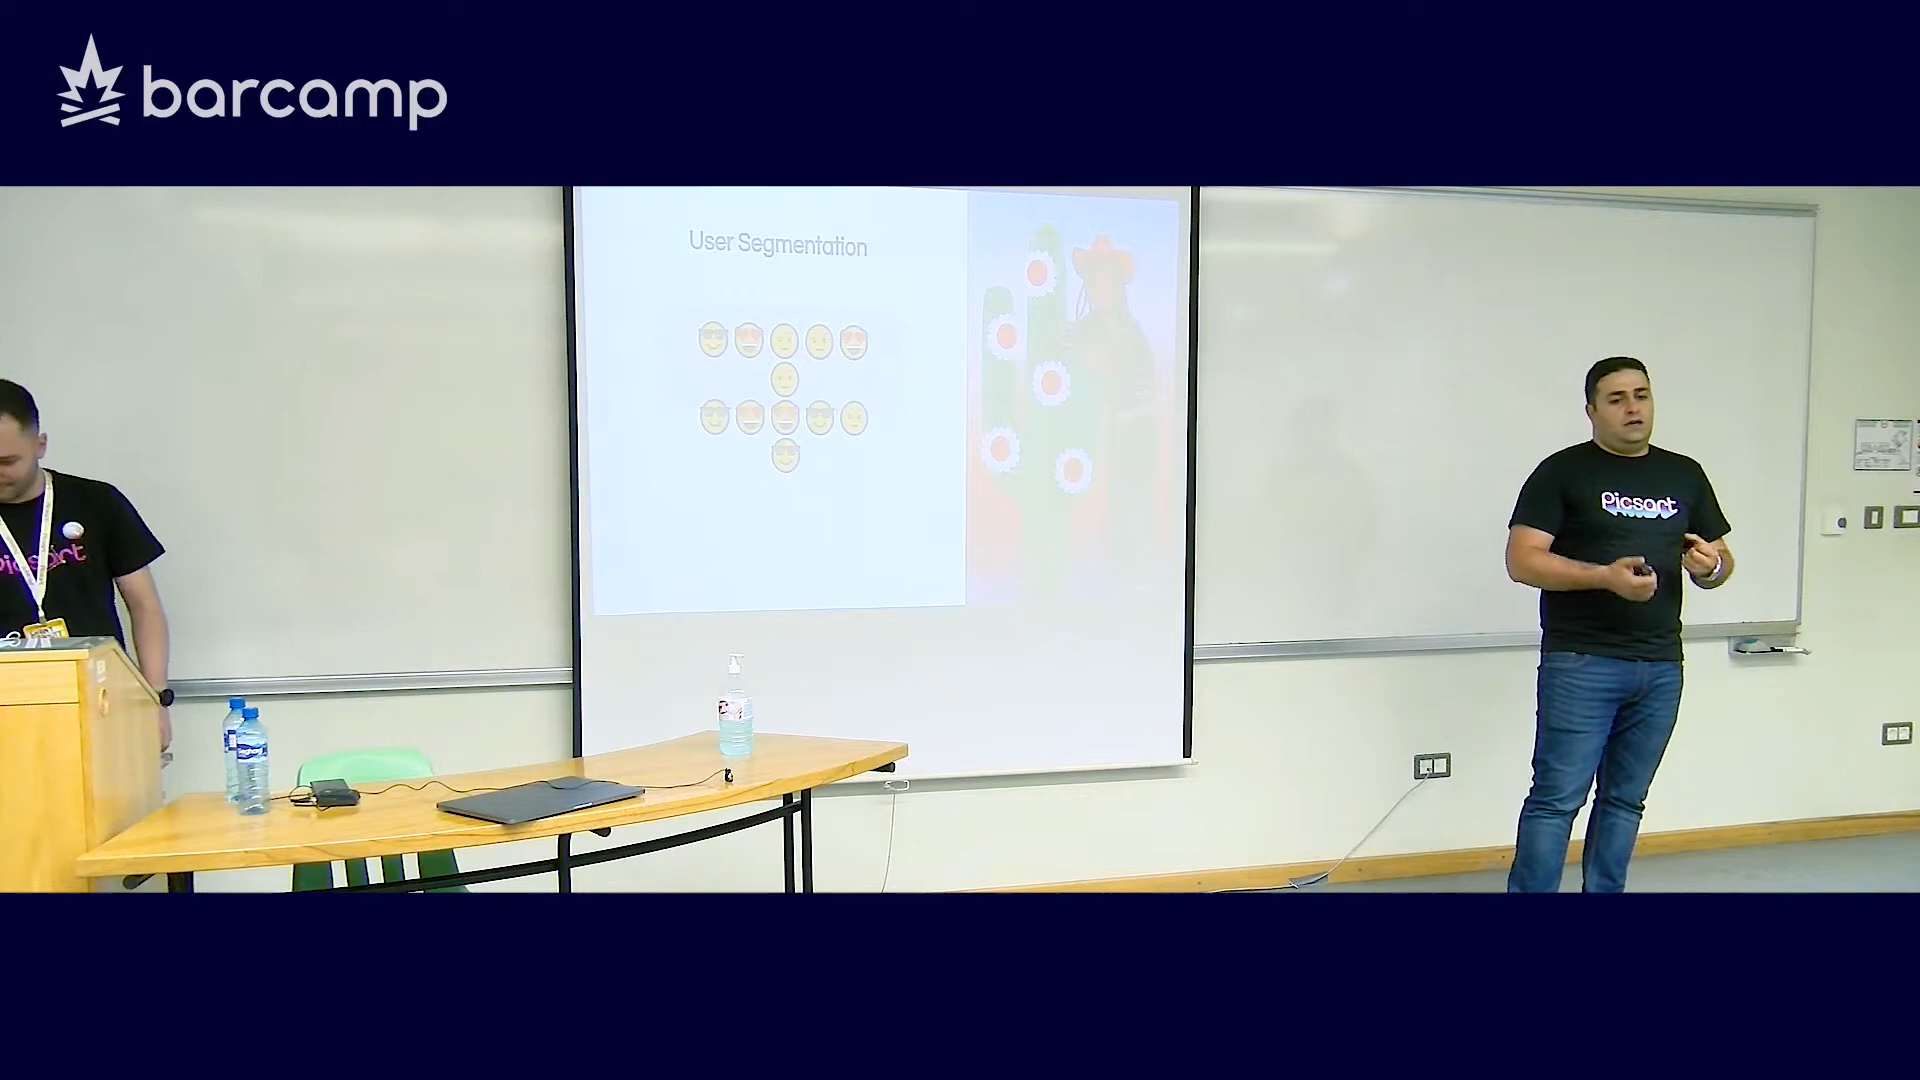 barcamp
User Segmentation
Picsart
Picsart